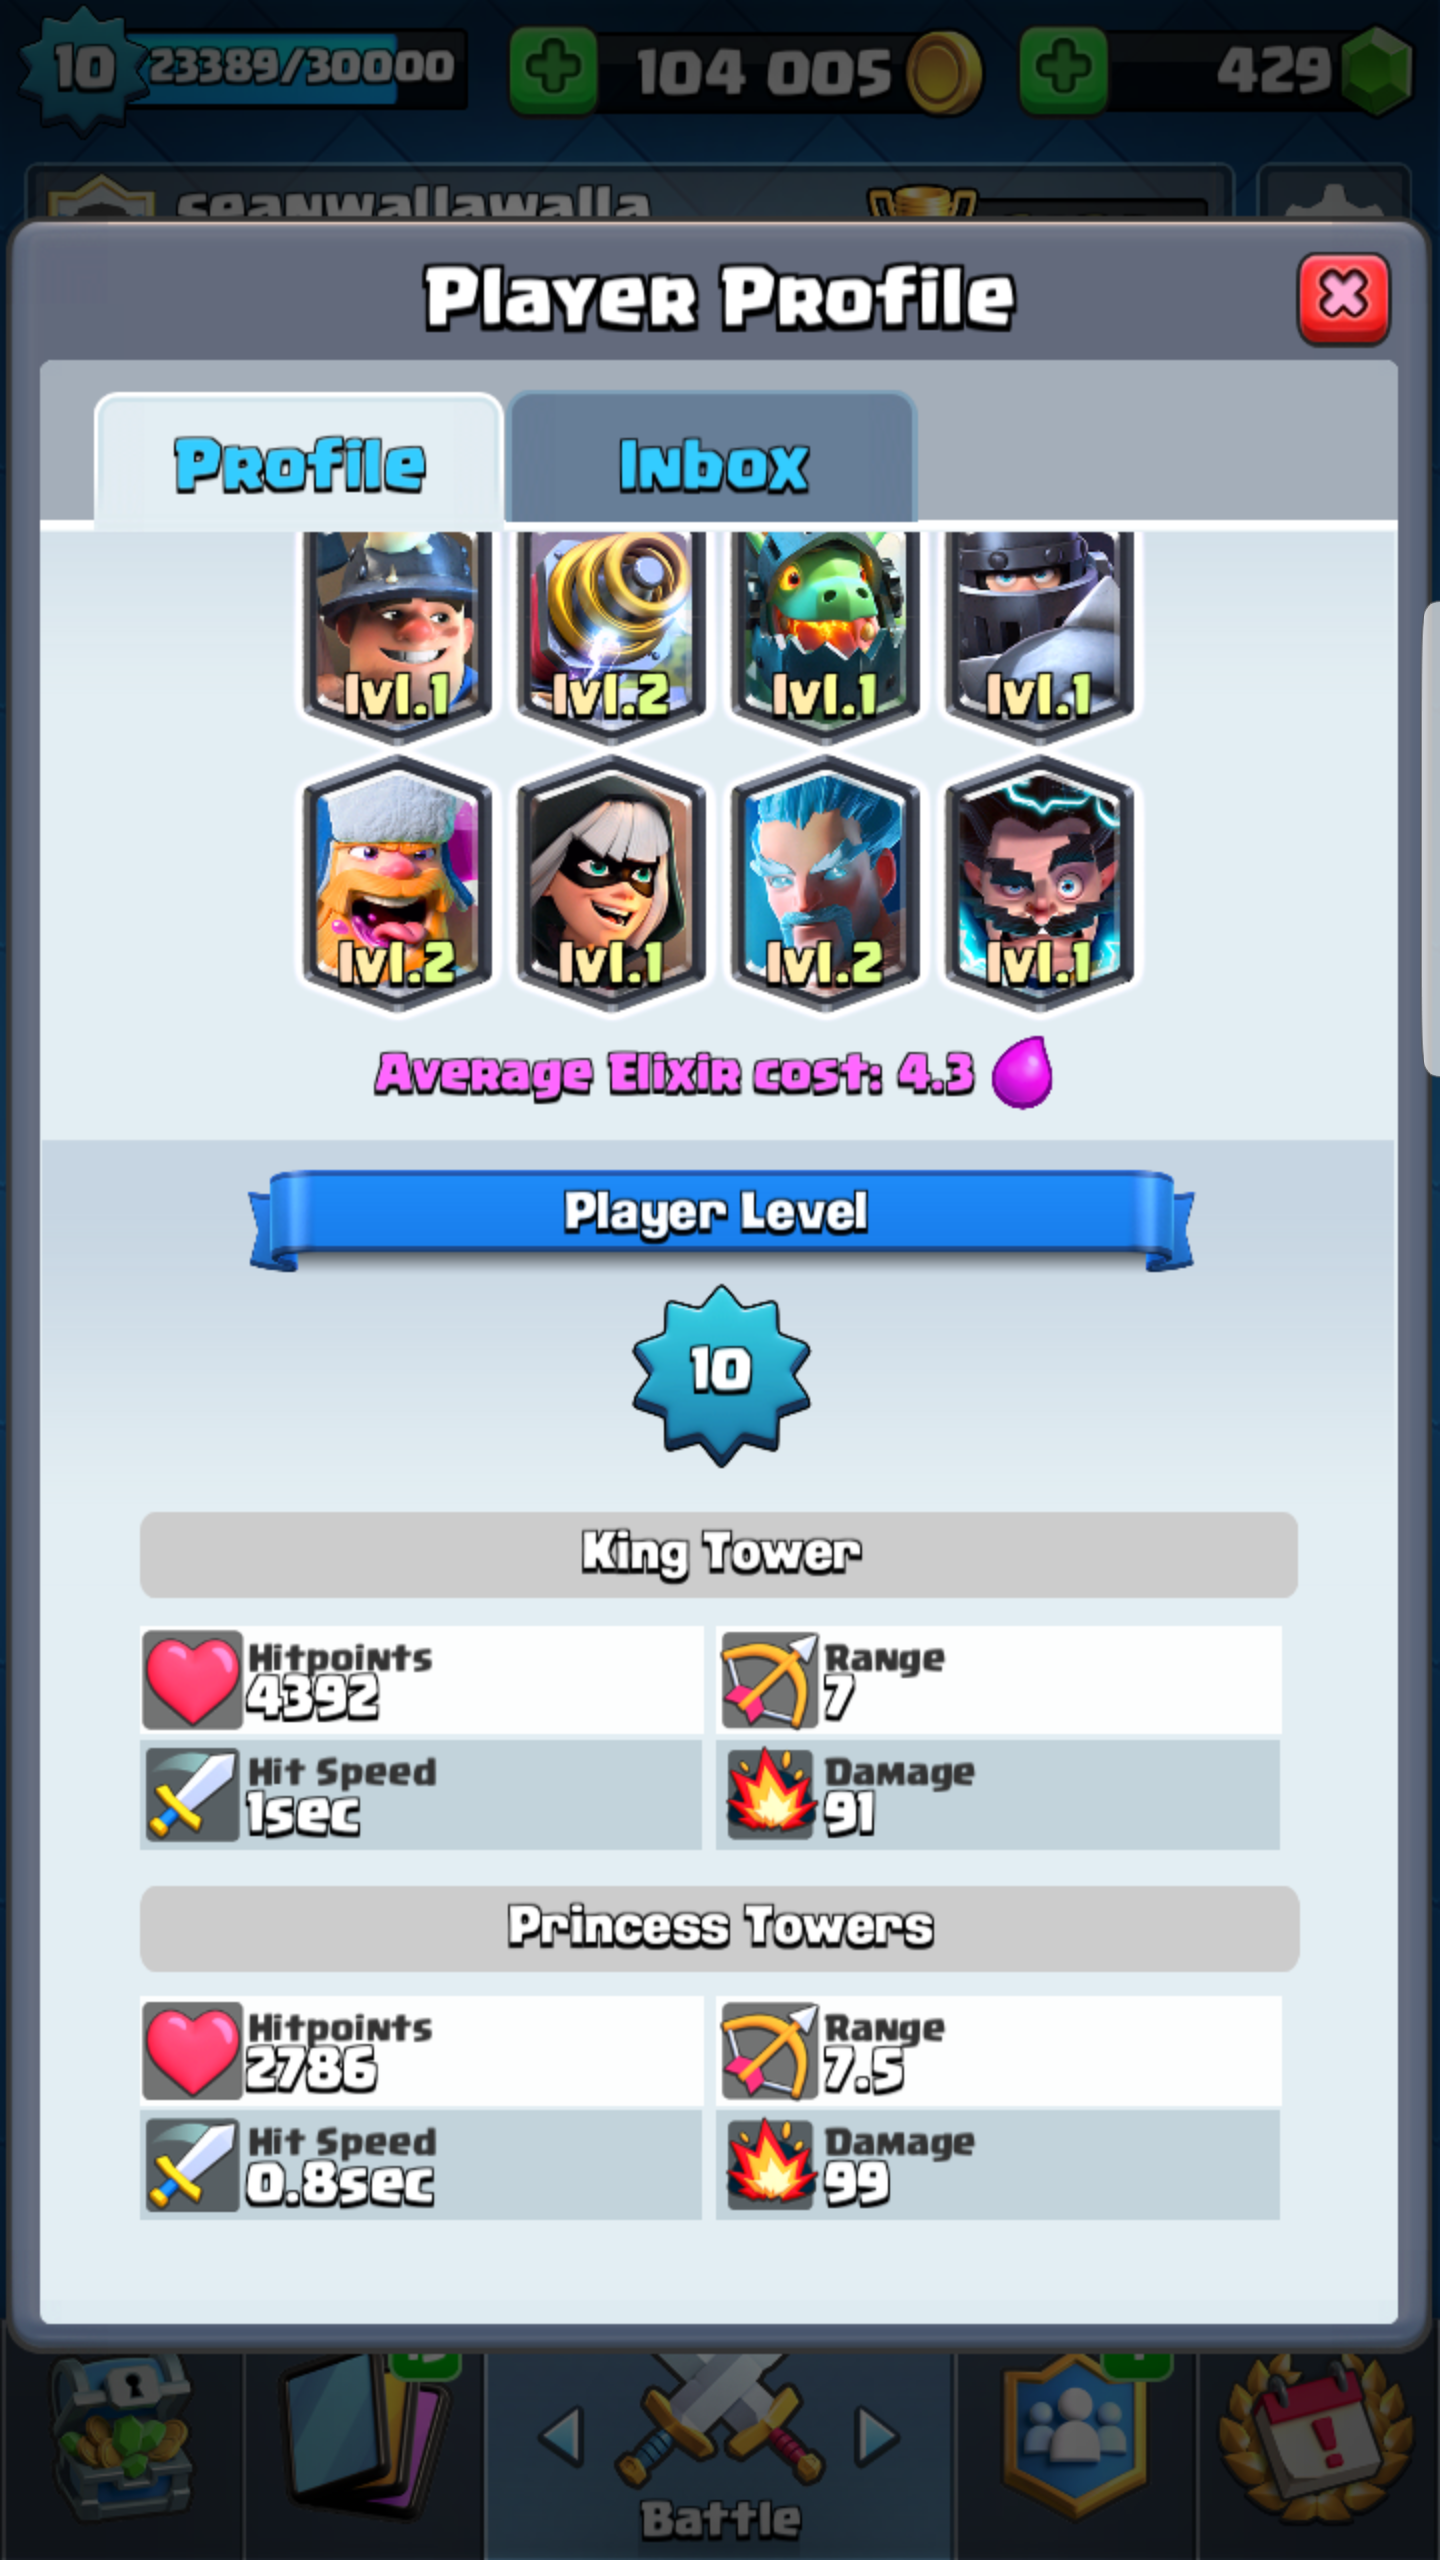 10 23389/30000 104 005 429
seanwallawalla
Player Profile
Profile Inbox
lvl.1 lvl.2 lvl.1 lvl.1
lvl.2 lvl.1 lvl.2 lvl.1
Average Elixir cost: 4.3
Player Level
10
King Tower
Hitpoints Range
4392 7
Hit Speed Damage
1sec 91
Princess Towers
Hitpoints Range
2786 7.5
Hit Speed Damage
0.8sec 99
Battle